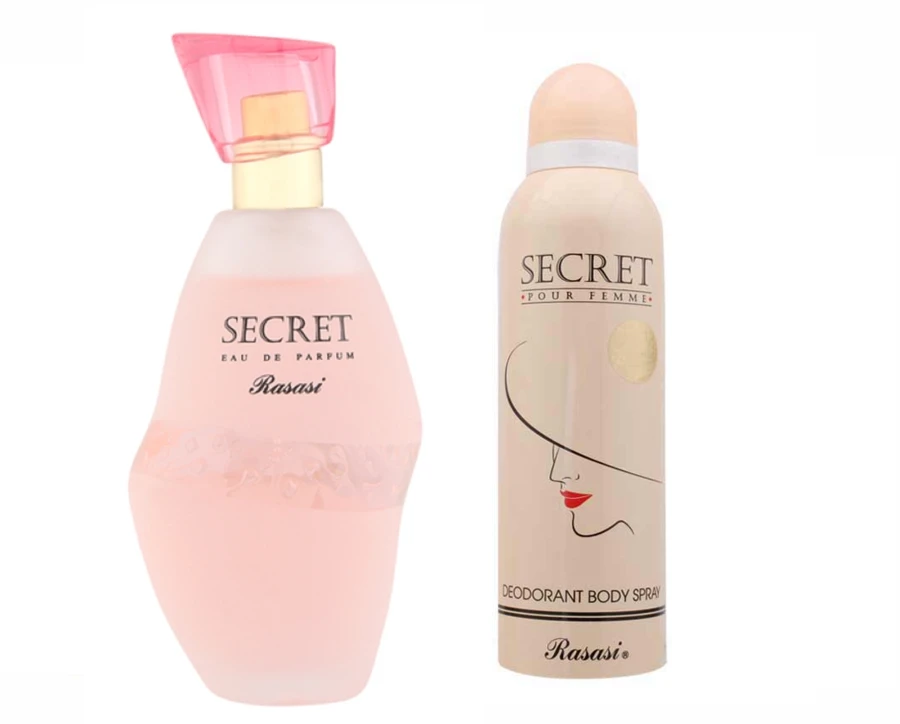 SECRET
EAU DE PARFUM
Rasasi
SECRET
POUR FEMME
DEODORANT BODY SPRAY
Rasasi®